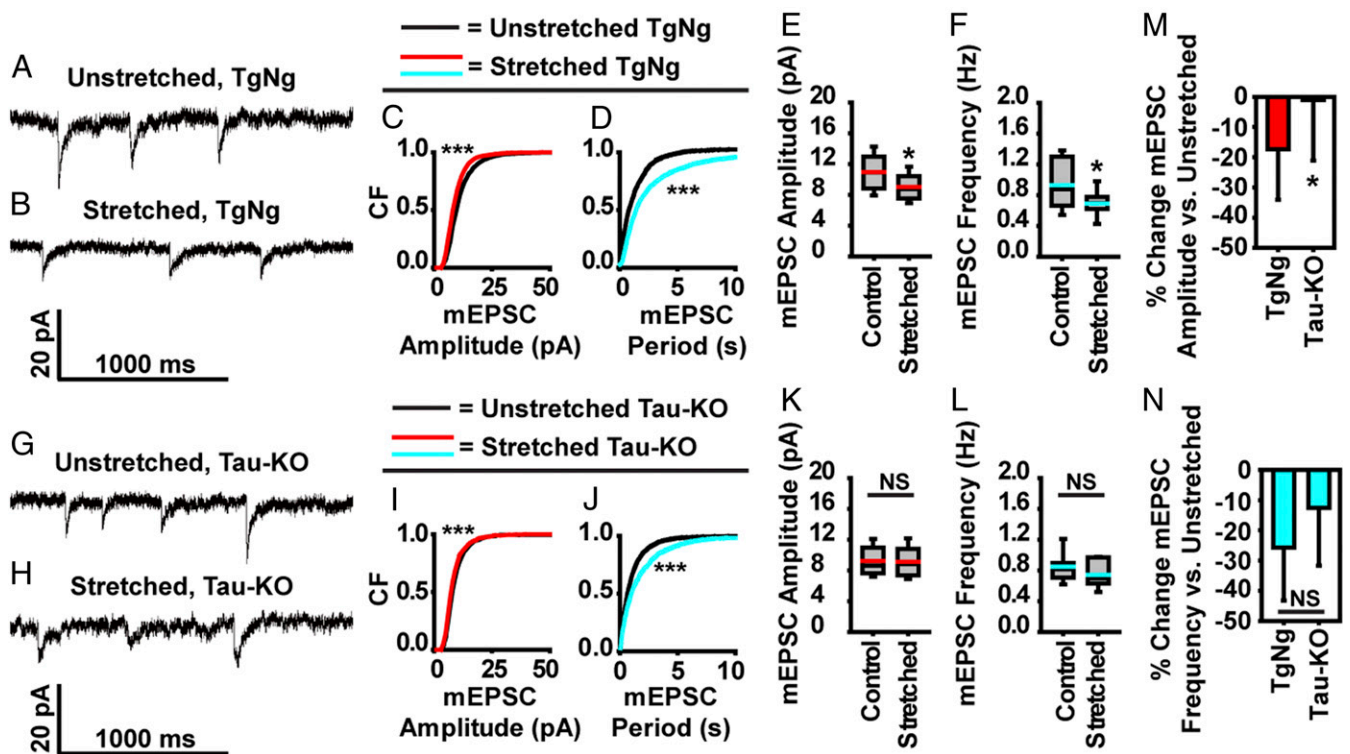 A
Unstretched, TgNg
B
Stretched, TgNg
20 pA
1000 ms
= Unstretched TgNg
= Stretched TgNg
C
***
CF
1.0
0.5
0.0
0 25 50
mEPSC
Amplitude (pA)
D
***
1.0
0.5
0.0
0 5 10
mEPSC
Period (s)
E
mEPSC Amplitude (pA)
20
16
12
8
4
0
*
Control
Stretched
F
mEPSC Frequency (Hz)
2.0
1.6
1.2
0.8
0.4
0.0
*
Control
Stretched
M
% Change mEPSC
Amplitude vs. Unstretched
0
-10
-20
-30
-40
-50
*
TgNg
Tau-KO
G
Unstretched, Tau-KO
H
Stretched, Tau-KO
20 pA
1000 ms
= Unstretched Tau-KO
= Stretched Tau-KO
I
***
CF
1.0
0.5
0.0
0 25 50
mEPSC
Amplitude (pA)
J
***
1.0
0.5
0.0
0 5 10
mEPSC
Period (s)
K
mEPSC Amplitude (pA)
20
16
12
8
4
0
NS
Control
Stretched
L
mEPSC Frequency (Hz)
2.0
1.6
1.2
0.8
0.4
0.0
NS
Control
Stretched
N
% Change mEPSC
Frequency vs. Unstretched
0
-10
-20
-30
-40
-50
NS
TgNg
Tau-KO